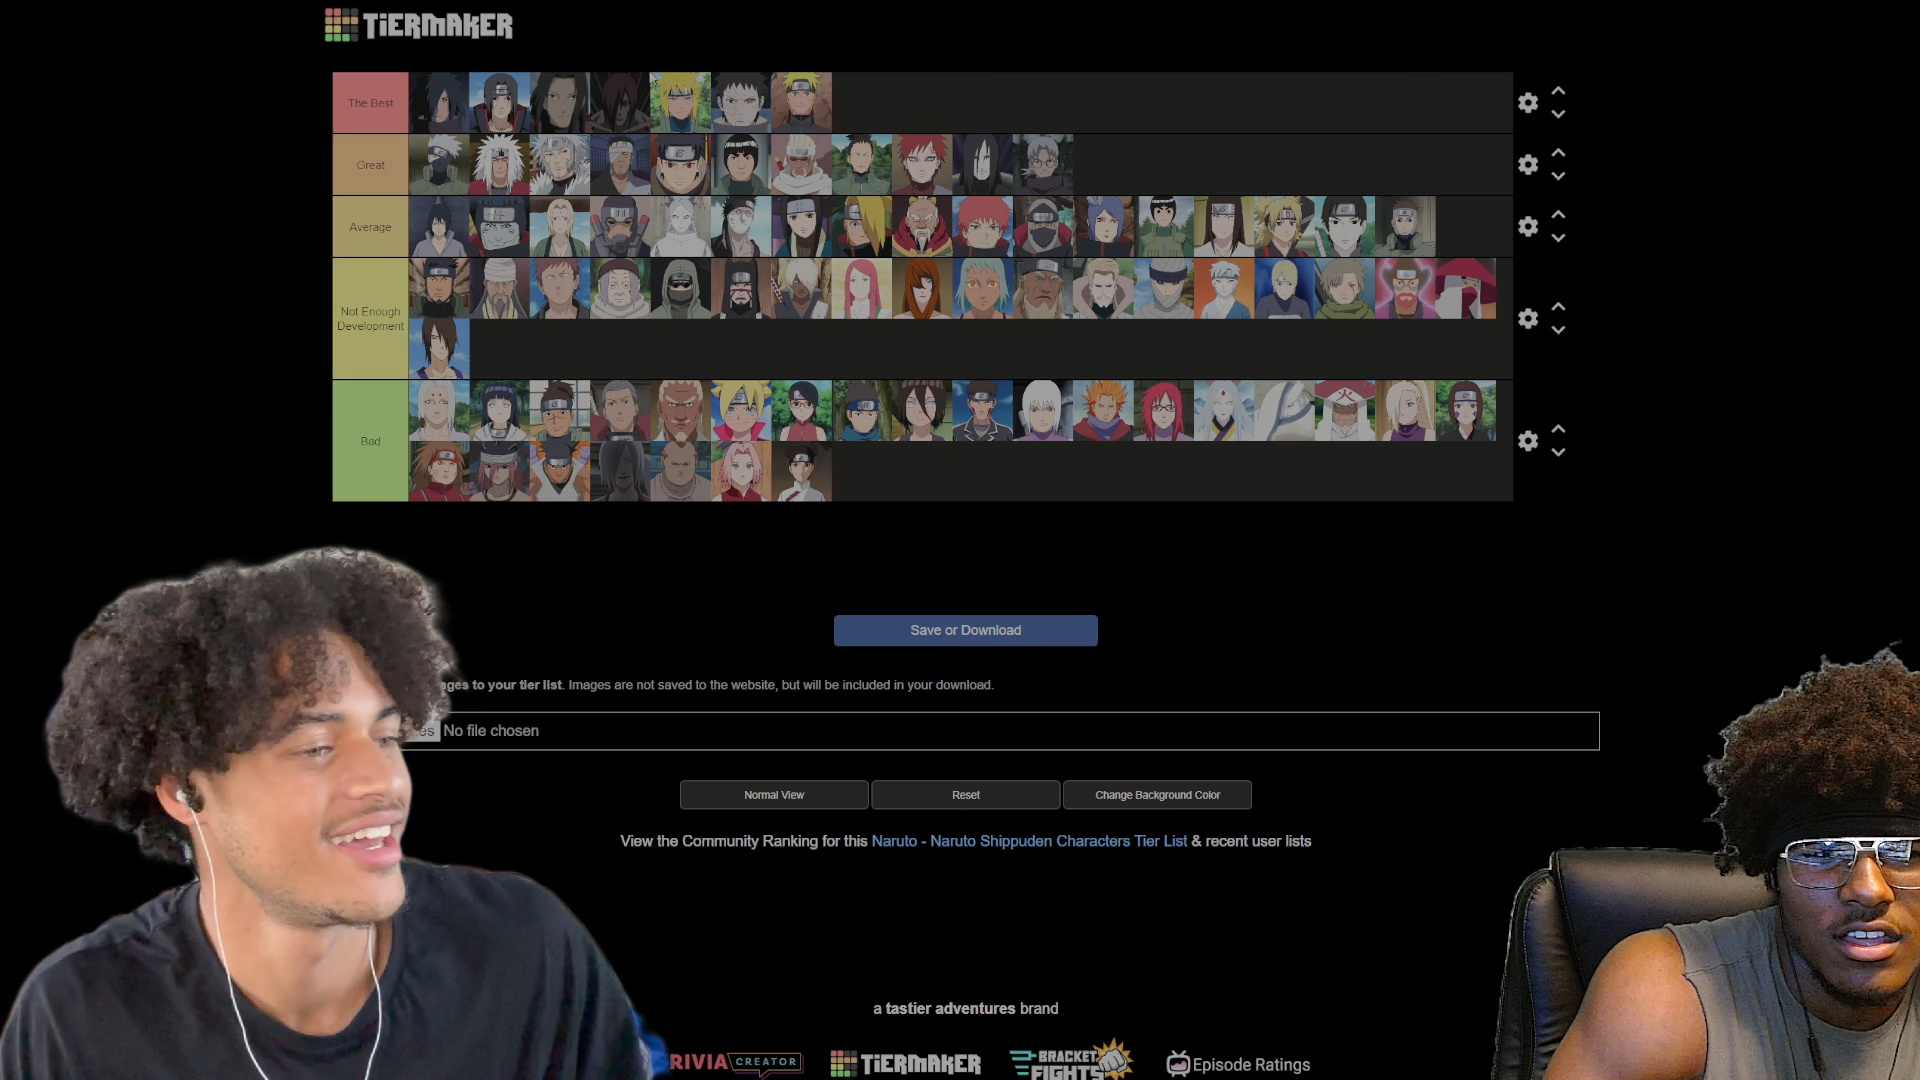 TiERMAKER
The Best
Great
Average
Not Enough
Development
Bad
Save or Download
to your tier list. Images are not saved to the website, but will be included in your download.
No file chosen
Normal View
Reset
Change Background Color
View the Community Ranking for this Naruto - Naruto Shippuden Characters Tier List & recent user lists
a tastier adventures brand
CREATOR
TiERMAKER
BRACKET
FIGHTS
Episode Ratings